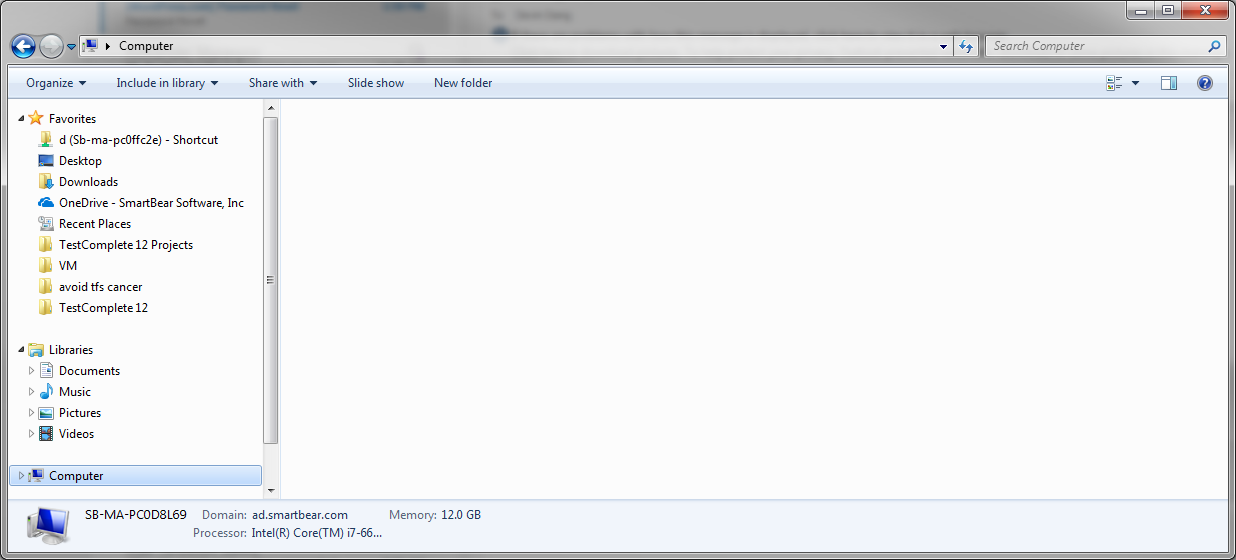 Computer
Search Computer
Organize Include in library Share with Slide show New folder
Favorites
d (Sb-ma-pc0ffc2e) - Shortcut
Desktop
Downloads
OneDrive - SmartBear Software, Inc
Recent Places
TestComplete 12 Projects
VM
avoid tfs cancer
TestComplete 12
Libraries
Documents
Music
Pictures
Videos
Computer
SB-MA-PC0D8L69 Domain: ad.smartbear.com Memory: 12.0 GB
Processor: Intel(R) Core(TM) i7-66...